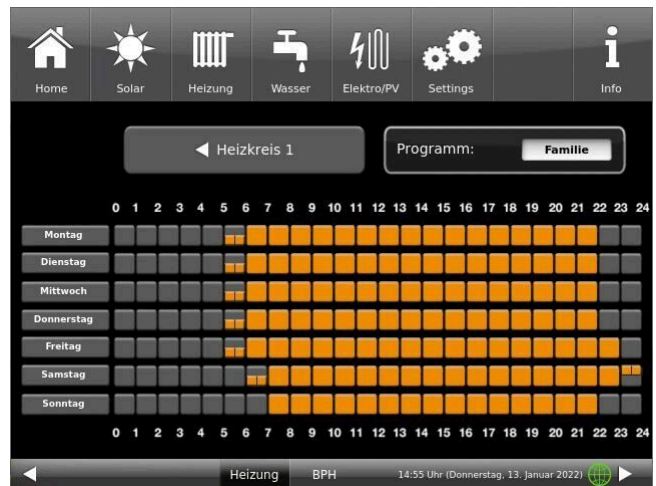 Home Solar Heizung Wasser Elektro/PV Settings Info
Heizkreis 1 Programm: Familie
0 1 2 3 4 5 6 7 8 9 10 11 12 13 14 15 16 17 18 19 20 21 22 23 24
Montag
Dienstag
Mittwoch
Donnerstag
Freitag
Samstag
Sonntag
0 1 2 3 4 5 6 7 8 9 10 11 12 13 14 15 16 17 18 19 20 21 22 23 24
Heizung BPH 14:55 Uhr (Donnerstag, 13. Januar 2022)